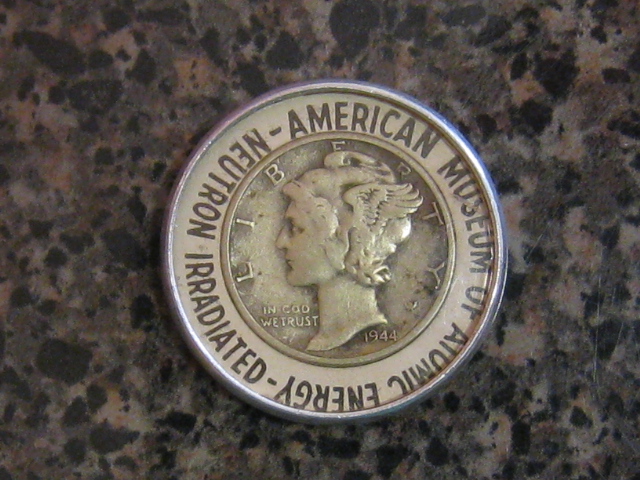 AMERICAN MUSEUM OF ATOMIC ENERGY-
NEUTRON IRRADIATED-
LIBERTY
IN GOD
WE TRUST
1944